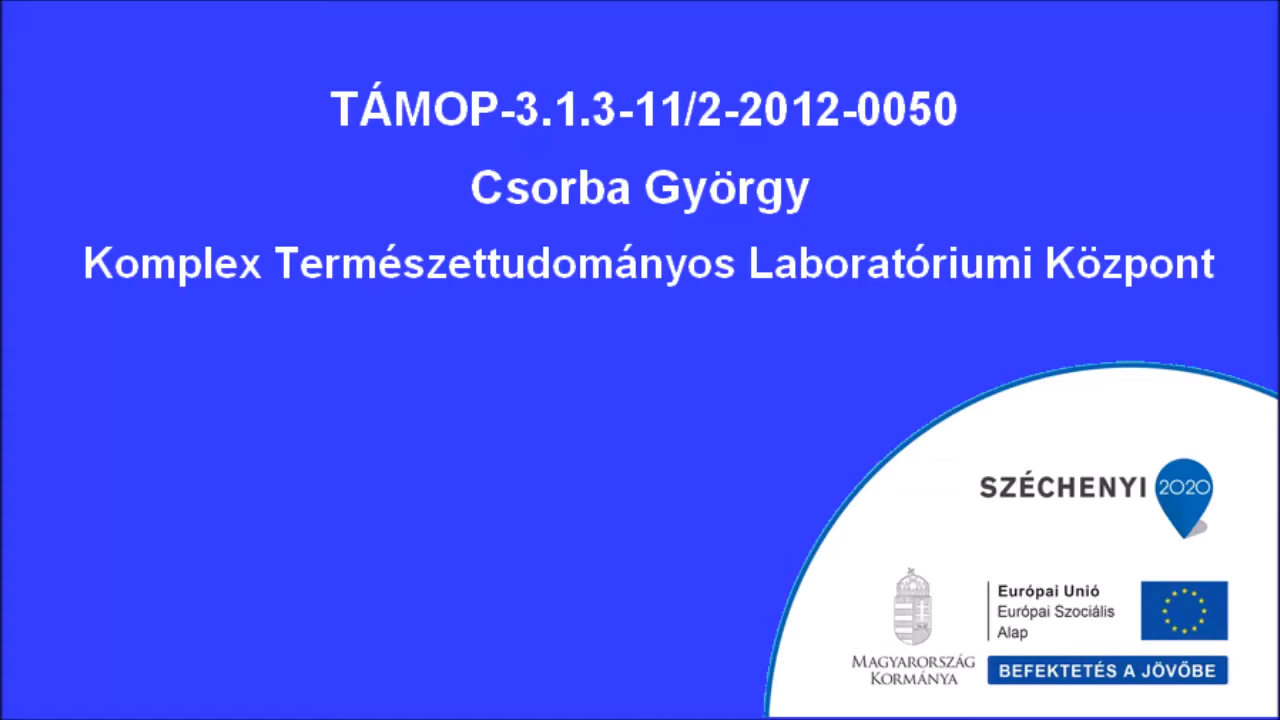 TÁMOP-3.1.3-11/2-2012-0050
Csorba György
Komplex Természettudományos Laboratóriumi Központ
SZÉCHENYI 2020
Európai Unió
Európai Szociális
Alap
MAGYARORSZÁG
KORMÁNYA
BEFEKTETÉS A JÖVŐBE